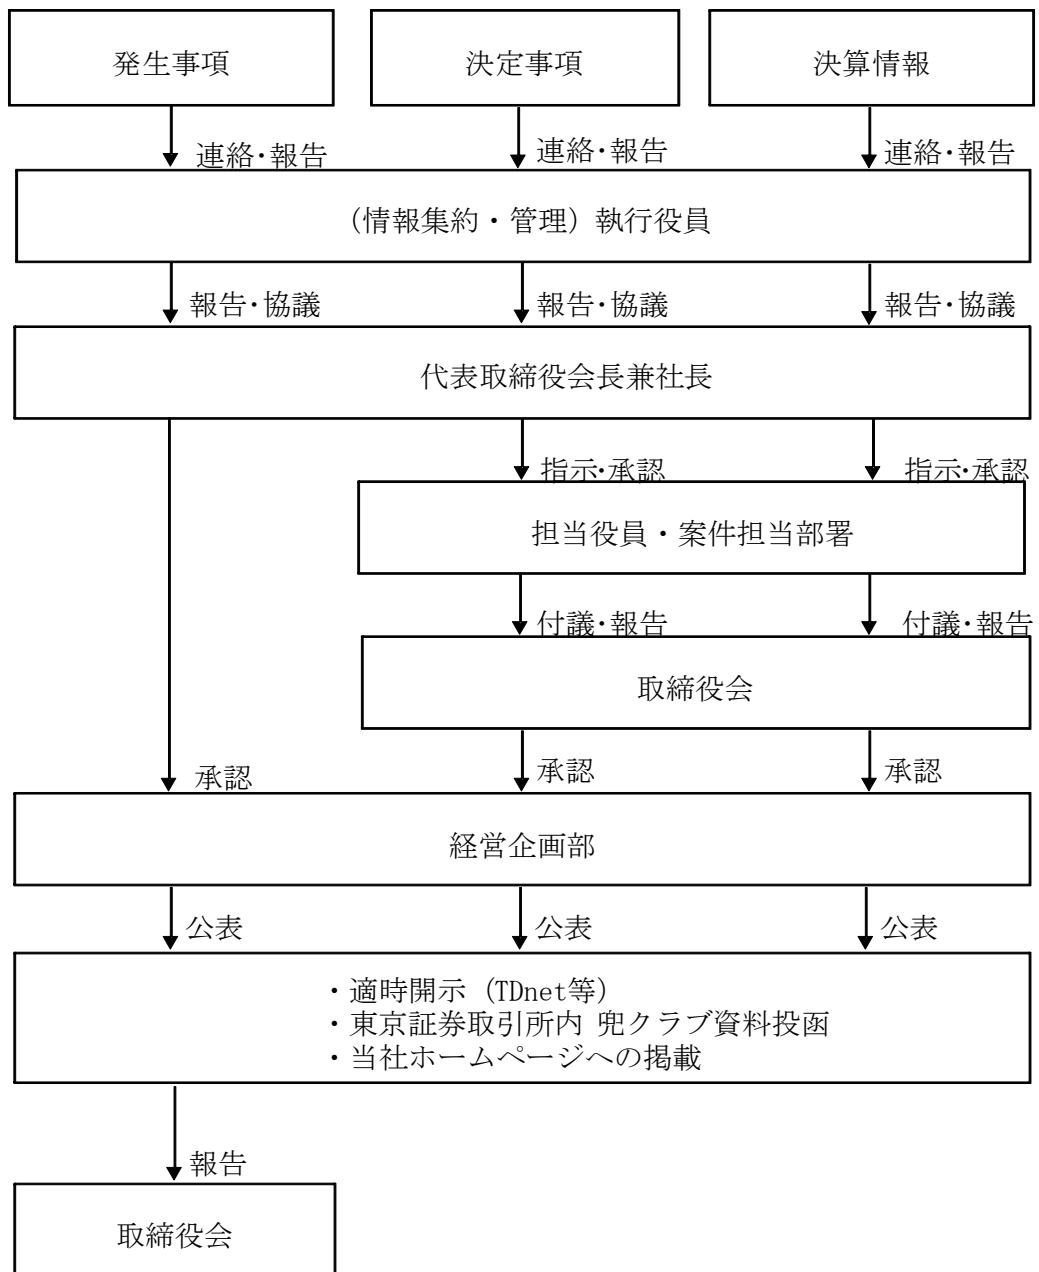 発生事項
決定事項
決算情報
連絡･報告
連絡･報告
連絡･報告
(情報集約・管理) 執行役員
報告･協議
報告･協議
報告･協議
代表取締役会長兼社長
指示･承認
指示･承認
担当役員・案件担当部署
付議･報告
付議･報告
取締役会
承認
承認
承認
経営企画部
公表
公表
公表
・適時開示 (TDnet等)
・東京証券取引所内 兜クラブ資料投函
・当社ホームページへの掲載
報告
取締役会